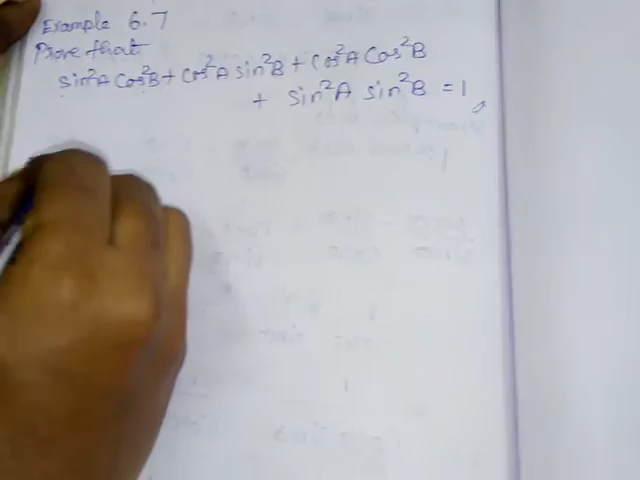 Example 6.7
Prove that
sin²A cos²B + cos²A sin²B + cos²A cos²B
+ sin²A sin²B = 1